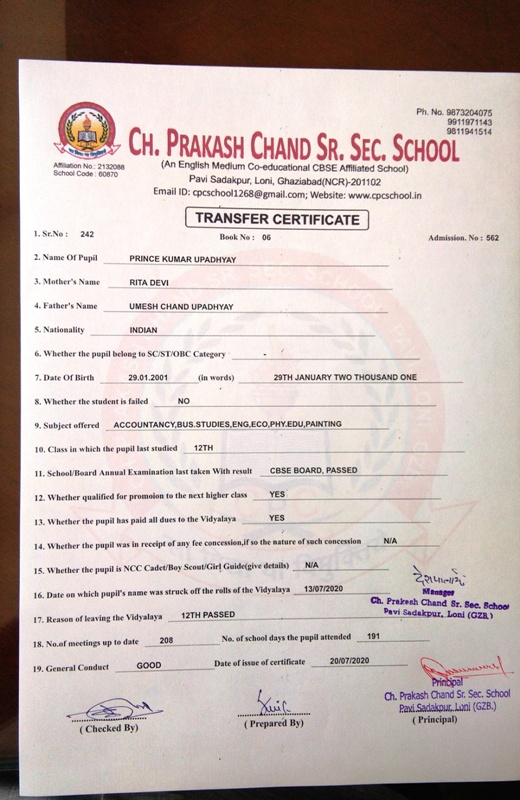 Ph. No. 9873204075
9911971143
9811941514
CH. PRAKASH CHAND SR. SEC. SCHOOL
Affiliation No : 2132088
School Code : 60870
(An English Medium Co-educational CBSE Affiliated School)
Pavi Sadakpur, Loni, Ghaziabad(NCR)-201102
Email ID: cpcschool1268@gmail.com; Website: www.cpcschool.in
TRANSFER CERTIFICATE
1. Sr.No : 242 Book No : 06 Admission. No : 562
2. Name Of Pupil PRINCE KUMAR UPADHYAY
3. Mother's Name RITA DEVI
4. Father's Name UMESH CHAND UPADHYAY
5. Nationality INDIAN
6. Whether the pupil belong to SC/ST/OBC Category -
7. Date Of Birth 29.01.2001 (in words) 29TH JANUARY TWO THOUSAND ONE
8. Whether the student is failed NO
9. Subject offered ACCOUNTANCY,BUS.STUDIES,ENG,ECO,PHY.EDU,PAINTING
10. Class in which the pupil last studied 12TH
11. School/Board Annual Examination last taken With result CBSE BOARD, PASSED
12. Whether qualified for promoion to the next higher class YES
13. Whether the pupil has paid all dues to the Vidyalaya YES
14. Whether the pupil was in receipt of any fee concession,if so the nature of such concession N/A
15. Whether the pupil is NCC Cadet/Boy Scout/Girl Guide(give details) N/A
16. Date on which pupil's name was struck off the rolls of the Vidyalaya 13/07/2020
Manager
Ch. Prakesh Chand Sr. Sec. School
Pavi Sadakpur, Loni (GZR.)
17. Reason of leaving the Vidyalaya 12TH PASSED
18. No.of meetings up to date 208 No. of school days the pupil attended 191
19. General Conduct GOOD Date of issue of certificate 20/07/2020
Principal
Ch. Prakash Chand Sr. Sec. School
Pavi Sadakpur, Loni (GZB.)
( Checked By) ( Prepared By ) ( Principal)